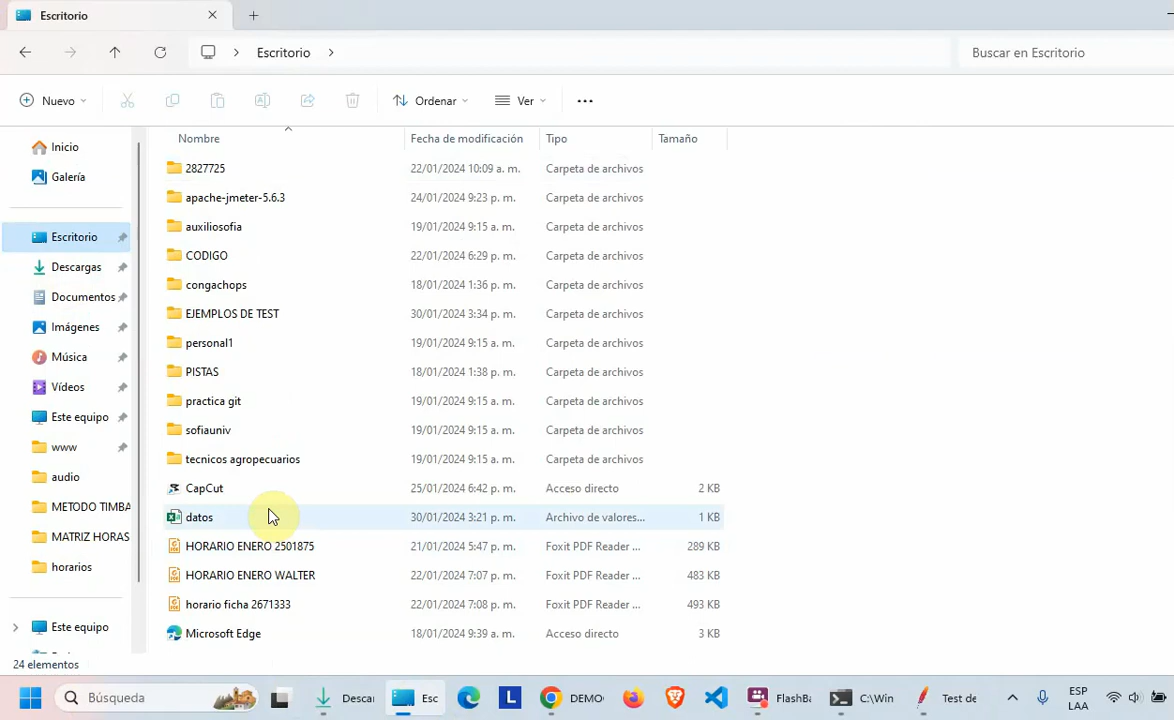 Escritorio
Escritorio
Buscar en Escritorio
Nuevo
Ordenar
Ver
Nombre
Fecha de modificación
Tipo
Tamaño
Inicio
Galería
Escritorio
Descargas
Documentos
Imágenes
Música
Vídeos
Este equipo
www
audio
METODO TIMBA
MATRIZ HORAS
horarios
Este equipo
2827725 22/01/2024 10:09 a. m. Carpeta de archivos
apache-jmeter-5.6.3 24/01/2024 9:23 p. m. Carpeta de archivos
auxiliosofia 19/01/2024 9:15 a. m. Carpeta de archivos
CODIGO 22/01/2024 6:29 p. m. Carpeta de archivos
congachops 18/01/2024 1:36 p. m. Carpeta de archivos
EJEMPLOS DE TEST 30/01/2024 3:34 p. m. Carpeta de archivos
personal1 19/01/2024 9:15 a. m. Carpeta de archivos
PISTAS 18/01/2024 1:38 p. m. Carpeta de archivos
practica git 19/01/2024 9:15 a. m. Carpeta de archivos
sofiauniv 19/01/2024 9:15 a. m. Carpeta de archivos
tecnicos agropecuarios 19/01/2024 9:15 a. m. Carpeta de archivos
CapCut 25/01/2024 6:42 p. m. Acceso directo 2 KB
datos 30/01/2024 3:21 p. m. Archivo de valores... 1 KB
HORARIO ENERO 2501875 21/01/2024 5:47 p. m. Foxit PDF Reader ... 289 KB
HORARIO ENERO WALTER 22/01/2024 7:07 p. m. Foxit PDF Reader ... 483 KB
horario ficha 2671333 22/01/2024 7:08 p. m. Foxit PDF Reader ... 493 KB
Microsoft Edge 18/01/2024 9:39 a. m. Acceso directo 3 KB
24 elementos
Búsqueda
Desca
Esc
L
DEMO
FlashBa
C:\Win
Test de
ESP
LAA